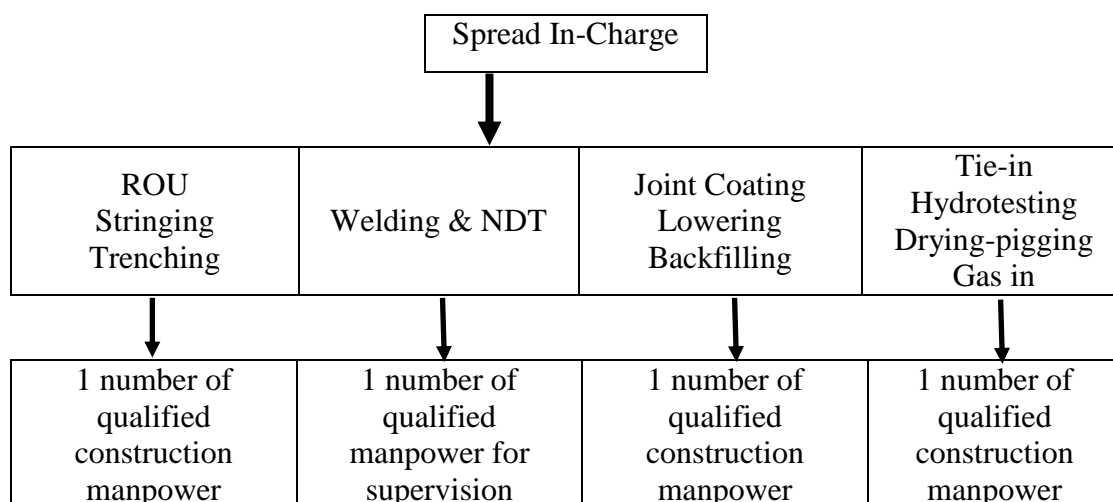 Spread In-Charge
ROU
Stringing
Trenching
Welding & NDT
Joint Coating
Lowering
Backfilling
Tie-in
Hydrotesting
Drying-pigging
Gas in
1 number of
qualified
construction
manpower
1 number of
qualified
manpower for
supervision
1 number of
qualified
construction
manpower
1 number of
qualified
construction
manpower